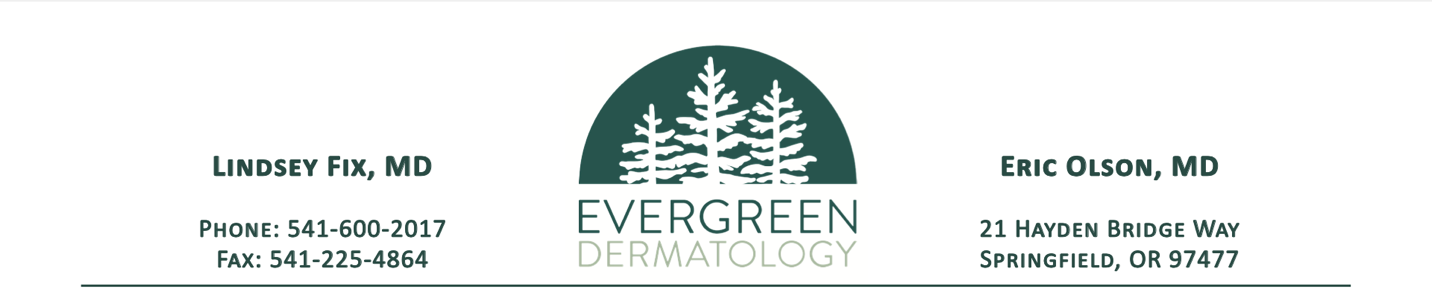 Lindsey Fix, MD
Phone: 541-600-2017
Fax: 541-225-4864
EVERGREEN
DERMATOLOGY
Eric Olson, MD
21 Hayden Bridge Way
Springfield, OR 97477